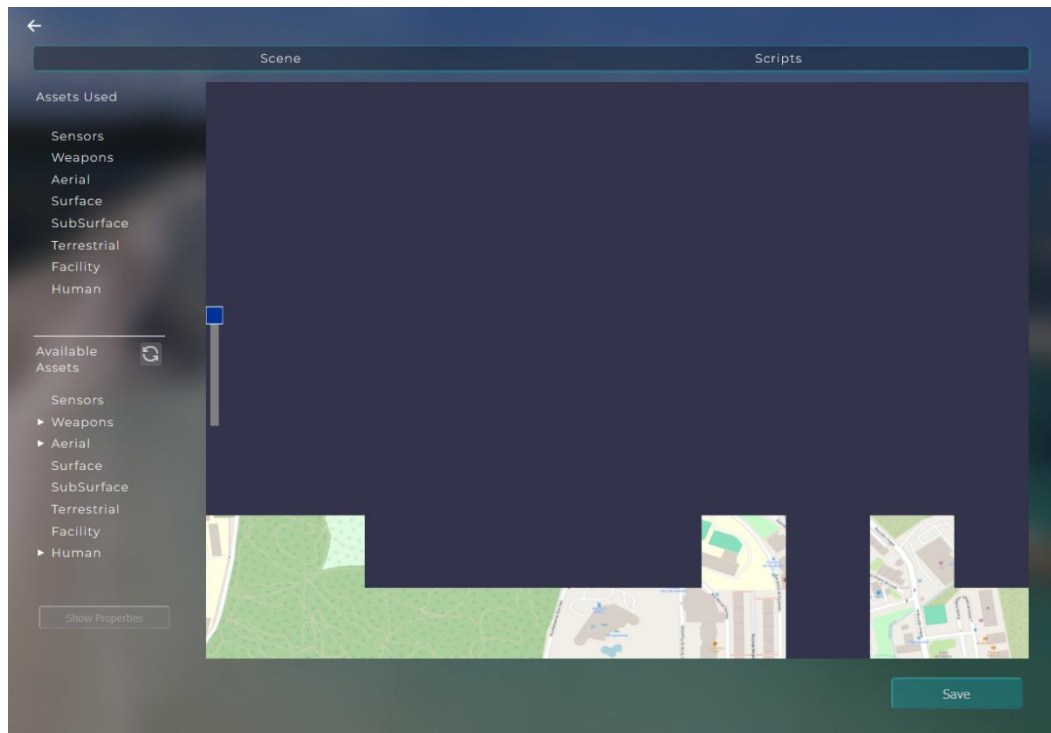 Scene
Scripts
Assets Used
Sensors
Weapons
Aerial
Surface
SubSurface
Terrestrial
Facility
Human
Available
Assets
Sensors
Weapons
Aerial
Surface
SubSurface
Terrestrial
Facility
Human
Show Properties
Save